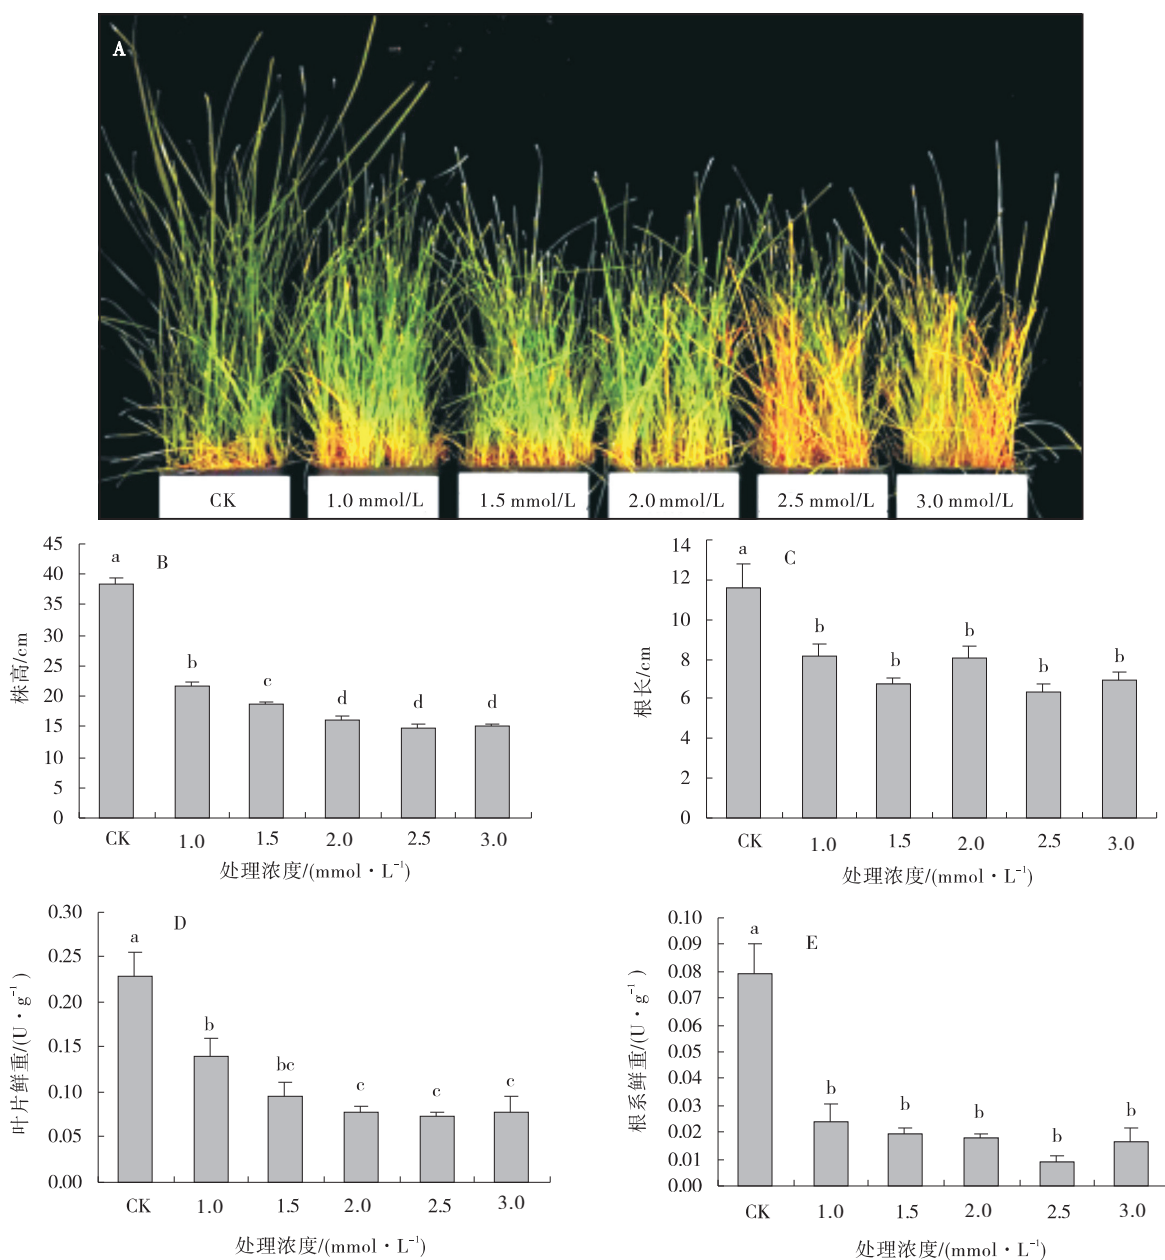 A
CK
1.0 mmol/L
1.5 mmol/L
2.0 mmol/L
2.5 mmol/L
3.0 mmol/L
B
株高/cm
45
40
35
30
25
20
15
10
5
0
a
b
c
d
d
d
CK
1.0
1.5
2.0
2.5
3.0
处理浓度/(mmol·L⁻¹)
C
根长/cm
14
12
10
8
6
4
2
0
a
b
b
b
b
b
CK
1.0
1.5
2.0
2.5
3.0
处理浓度/(mmol·L⁻¹)
D
叶片鲜重/(U·g⁻¹)
0.30
0.25
0.20
0.15
0.10
0.05
0.00
a
b
bc
c
c
c
CK
1.0
1.5
2.0
2.5
3.0
处理浓度/(mmol·L⁻¹)
E
根系鲜重/(U·g⁻¹)
0.10
0.09
0.08
0.07
0.06
0.05
0.04
0.03
0.02
0.01
0.00
a
b
b
b
b
b
CK
1.0
1.5
2.0
2.5
3.0
处理浓度/(mmol·L⁻¹)